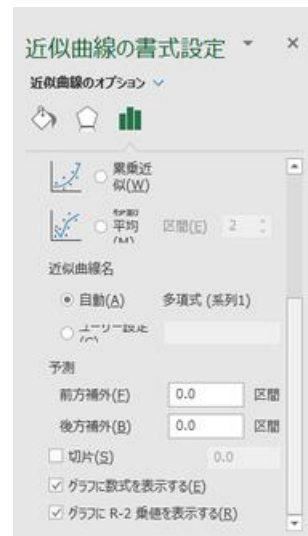 近似曲線の書式設定
近似曲線のオプション
累乗近
似(W)
平均 区間(E) 2
近似曲線名
自動(A) 多項式 (系列1)
予測
前方補外(F) 0.0 区間
後方補外(B) 0.0 区間
切片(S) 0.0
グラフに数式を表示する(E)
グラフに R-2 乗値を表示する(R)